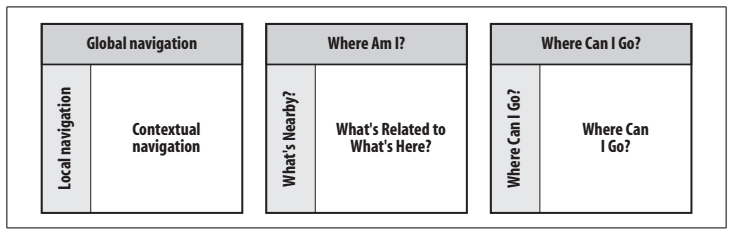 Global navigation
Local navigation
Contextual
navigation
Where Am I?
What's Nearby?
What's Related to
What's Here?
Where Can I Go?
Where Can I Go?
Where Can
I Go?